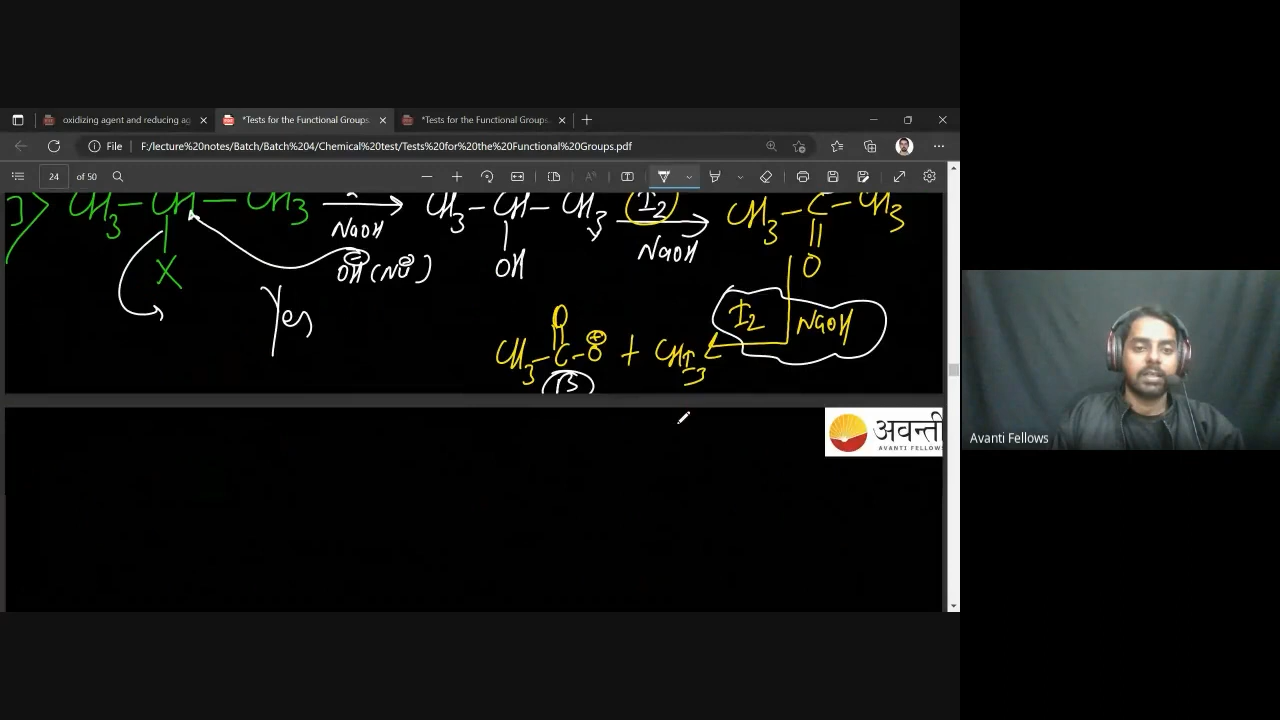 oxidizing agent and reducing ag
*Tests for the Functional Groups
*Tests for the Functional Groups.
File
F:/lecture%20notes/Batch/Batch%204/Chemical%20test/Tests%20for%20the%20Functional%20Groups.pdf
24 of 50
CH3 — CH — CH3 NaOH CH3 — CH — CH3 I2 NaOH CH3 — C — CH3
X OH (Nu) OH O
Yes I2 NaOH
CH3 — C — O + CHI3
अवन्ती
AVANTI FELLOWS
Avanti Fellows